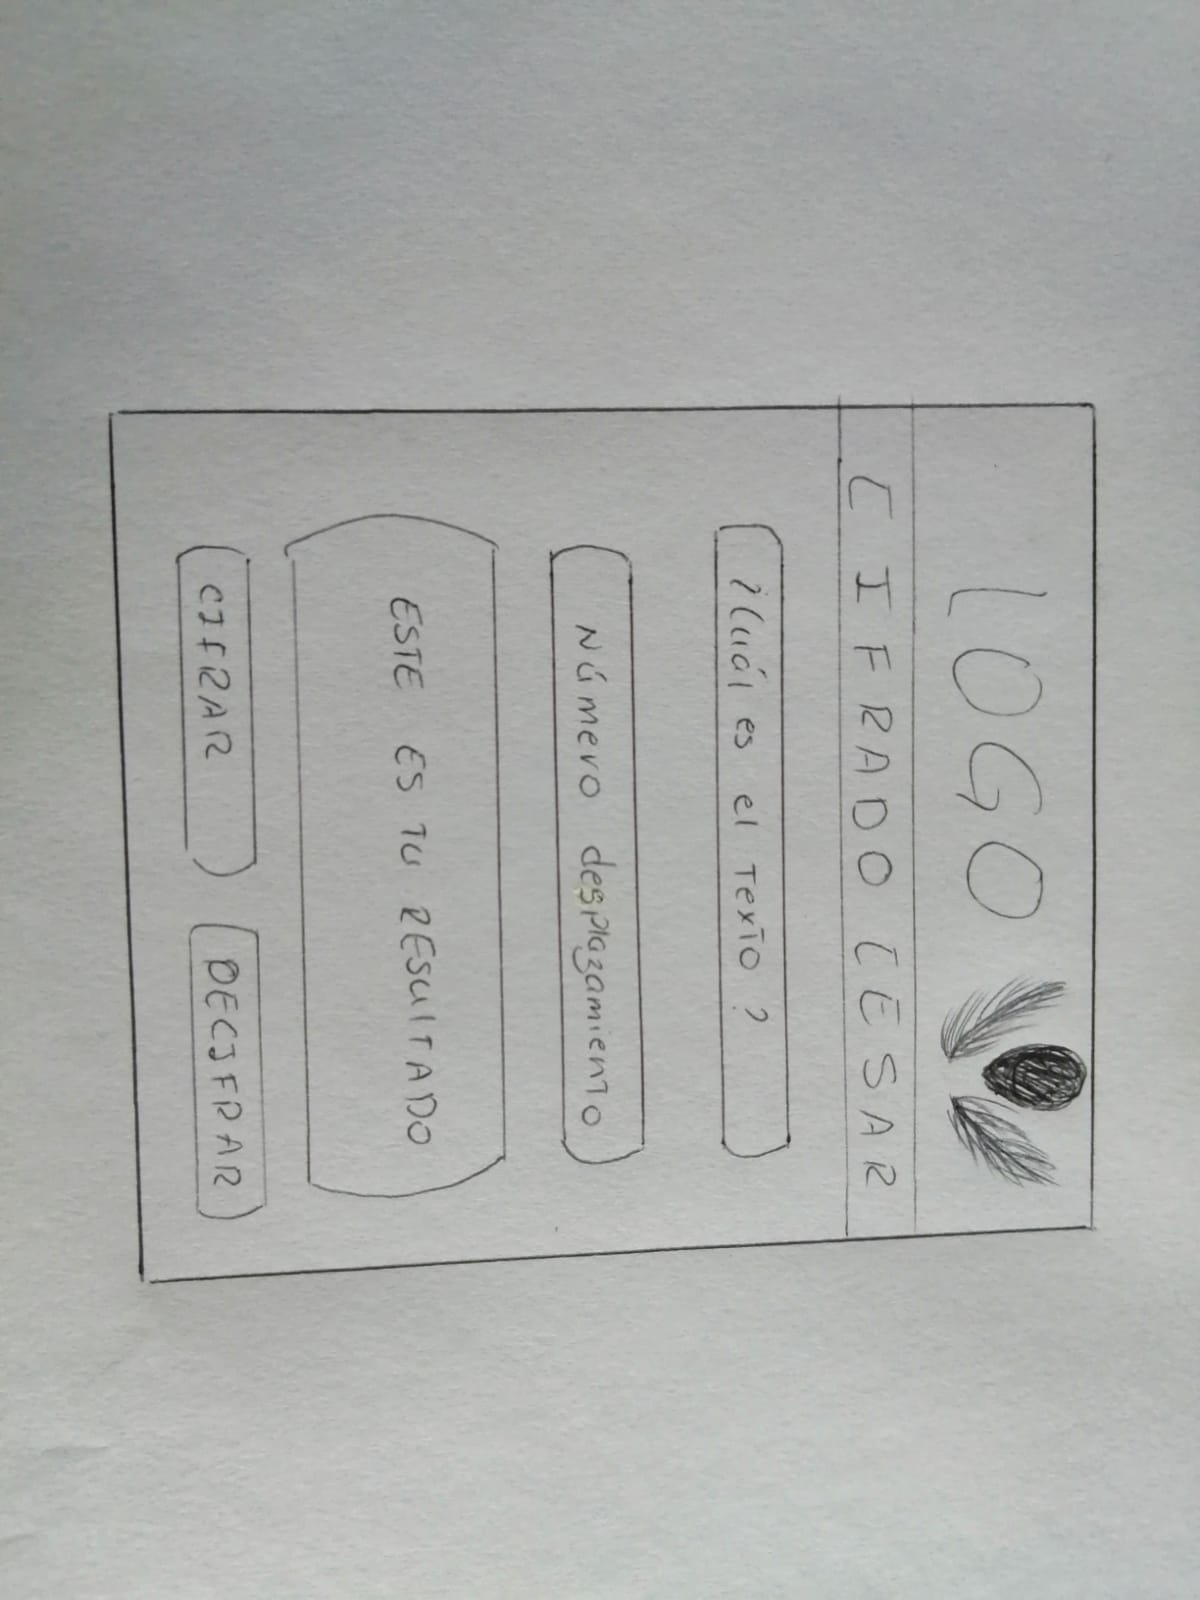 LOGO
CIFRADO CESAR
¿Cuál es el Texto?
Número desplazamiento
ESTE ES TU RESULTADO
CIFRAR DECIFRAR